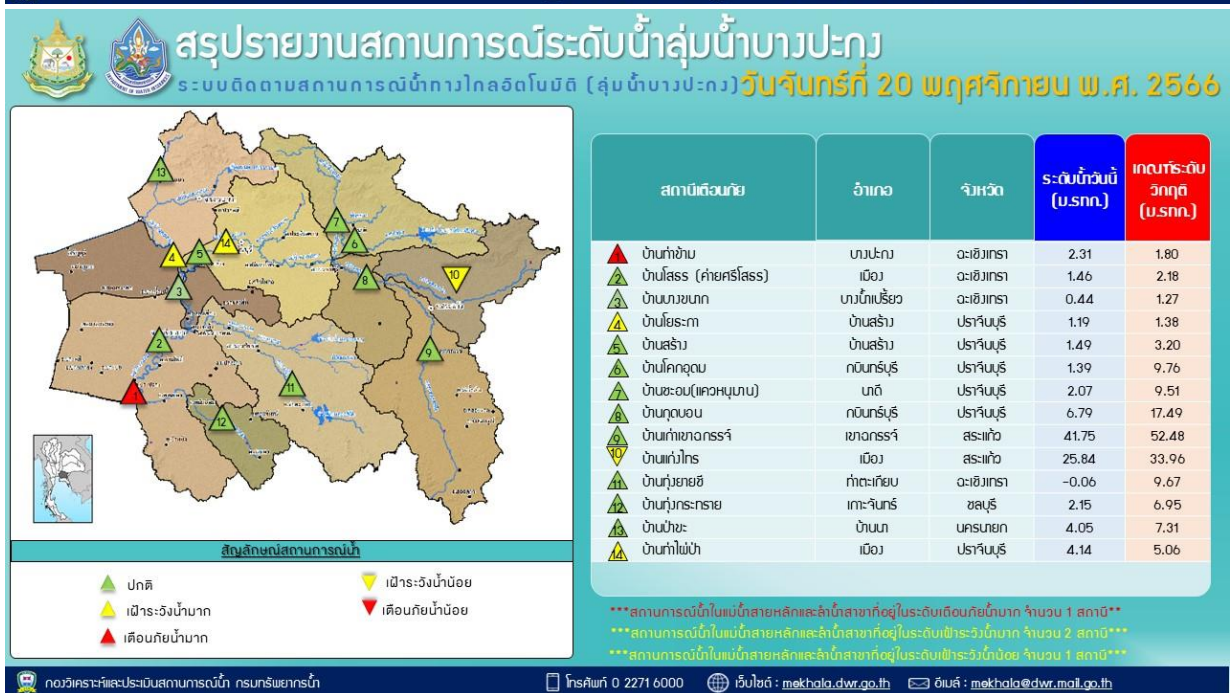 สรุปรายงานสถานการณ์ระดับน้ำลุ่มน้ำบางปะกง
ระบบติดตามสถานการณ์น้ำทางไกลอัตโนมัติ (ลุ่มน้ำบางปะกง) วันจันทร์ที่ 20 พฤศจิกายน พ.ศ. 2566
สถานีเตือนภัย อำเภอ จังหวัด ระดับน้ำวันนี้ (ม.รทก.) เกณฑ์ระดับวิกฤติ (ม.รทก.)
1 บ้านท่าข้าม บางปะกง ฉะเชิงเทรา 2.31 1.80
2 บ้านโสธร (ค่ายศรีโสธร) เมือง ฉะเชิงเทรา 1.46 2.18
3 บ้านบางขนาก บางน้ำเปรี้ยว ฉะเชิงเทรา 0.44 1.27
4 บ้านโยธะกา บ้านสร้าง ปราจีนบุรี 1.19 1.38
5 บ้านสร้าง บ้านสร้าง ปราจีนบุรี 1.49 3.20
6 บ้านโคกอุดม กบินทร์บุรี ปราจีนบุรี 1.39 9.76
7 บ้านชะอม(แควหนุมาน) นาดี ปราจีนบุรี 2.07 9.51
8 บ้านกุดบอน กบินทร์บุรี ปราจีนบุรี 6.79 17.49
9 บ้านเก่าเขาฉกรรจ์ เขาฉกรรจ์ สระแก้ว 41.75 52.48
10 บ้านแก่งไทร เมือง สระแก้ว 25.84 33.96
11 บ้านทุ่งยายชี ท่าตะเกียบ ฉะเชิงเทรา -0.06 9.67
12 บ้านทุ่งกระทราย เกาะจันทร์ ชลบุรี 2.15 6.95
13 บ้านป่าขะ บ้านนา นครนายก 4.05 7.31
14 บ้านท่าไผ่ป่า เมือง ปราจีนบุรี 4.14 5.06
13
7
6
14
5
4
8
10
3
2
9
1
11
12
สัญลักษณ์สถานการณ์น้ำ
ปกติ
เฝ้าระวังน้ำมาก
เตือนภัยน้ำมาก
เฝ้าระวังน้ำน้อย
เตือนภัยน้ำน้อย
***สถานการณ์น้ำในแม่น้ำสายหลักและลำน้ำสาขาที่อยู่ในระดับเตือนภัยน้ำมาก จำนวน 1 สถานี**
***สถานการณ์น้ำในแม่น้ำสายหลักและลำน้ำสาขาที่อยู่ในระดับเฝ้าระวังน้ำมาก จำนวน 2 สถานี***
***สถานการณ์น้ำในแม่น้ำสายหลักและลำน้ำสาขาที่อยู่ในระดับเฝ้าระวังน้ำน้อย จำนวน 1 สถานี***
กองวิเคราะห์และประเมินสถานการณ์น้ำ กรมทรัพยากรน้ำ โทรศัพท์ 0 2271 6000 เว็บไซต์ : mekhala.dwr.go.th อีเมล์ : mekhala@dwr.mail.go.th